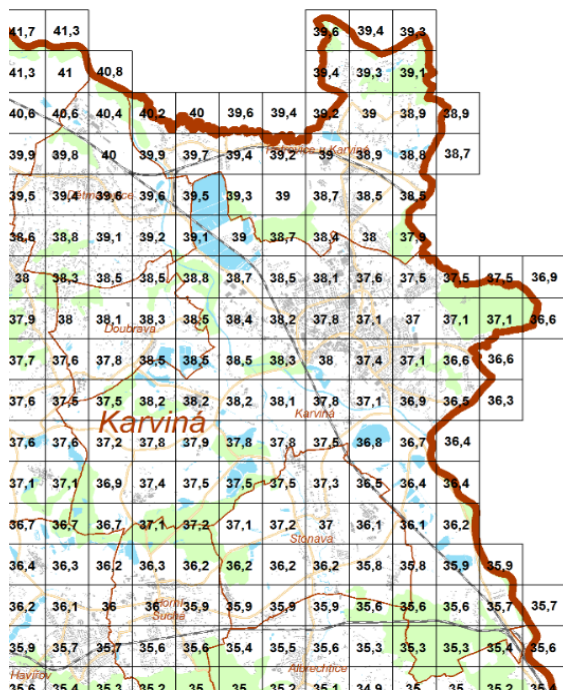 41,7 41,3 39,6 39,4 39,3
41,3 41 40,8 39,4 39,3 39,1
40,6 40,6 40,4 40,2 40 39,6 39,4 39,2 39 38,9 38,9
39,9 39,8 40 39,9 39,7 39,4 39,2 39 38,9 38,8 38,7
Petrovice u Karviné
39,5 39,4 39,6 39,6 39,5 39,3 39 38,7 38,5 38,5
38,6 38,8 39,1 39,2 39,1 39 38,7 38,4 38 37,9
38 38,3 38,5 38,5 38,8 38,7 38,5 38,1 37,6 37,5 37,5 37,5 36,9
37,9 38 38,1 38,3 38,5 38,4 38,2 37,8 37,1 37 37,1 37,1 36,6
Doubrava
37,7 37,6 37,8 38,5 38,5 38,5 38,3 38 37,4 37,1 36,6 36,6
37,6 37,5 37,5 38,2 38,2 38,2 38,1 37,8 37,1 36,9 36,5 36,3
Karviná
Karviná
37,6 37,6 37,2 37,8 37,9 37,8 37,8 37,5 36,8 36,7 36,4
37,1 37,1 36,9 37,4 37,5 37,5 37,5 37,3 36,5 36,4 36,4
36,7 36,7 36,7 37,1 37,2 37,1 37,2 37 36,1 36,1 36,2
Stonava
36,4 36,3 36,2 36,3 36,2 36,2 36,2 36,2 35,8 35,8 35,9 35,9
36,2 36,1 36 36 35,9 35,9 35,9 35,9 35,6 35,6 35,6 35,7 35,7
Horní
Suchá
35,9 35,7 35,7 35,6 35,6 35,4 35,5 35,6 35,3 35,3 35,3 35,4 35,6
Havířov
Albrechtice